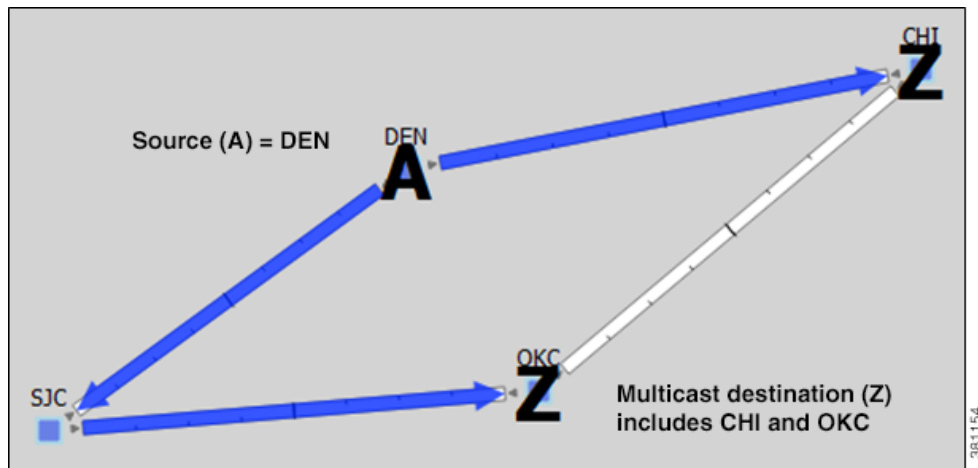 CHI
Z
Source (A) = DEN
DEN
A
SJC
OKC
Z
Multicast destination (Z)
includes CHI and OKC
381154